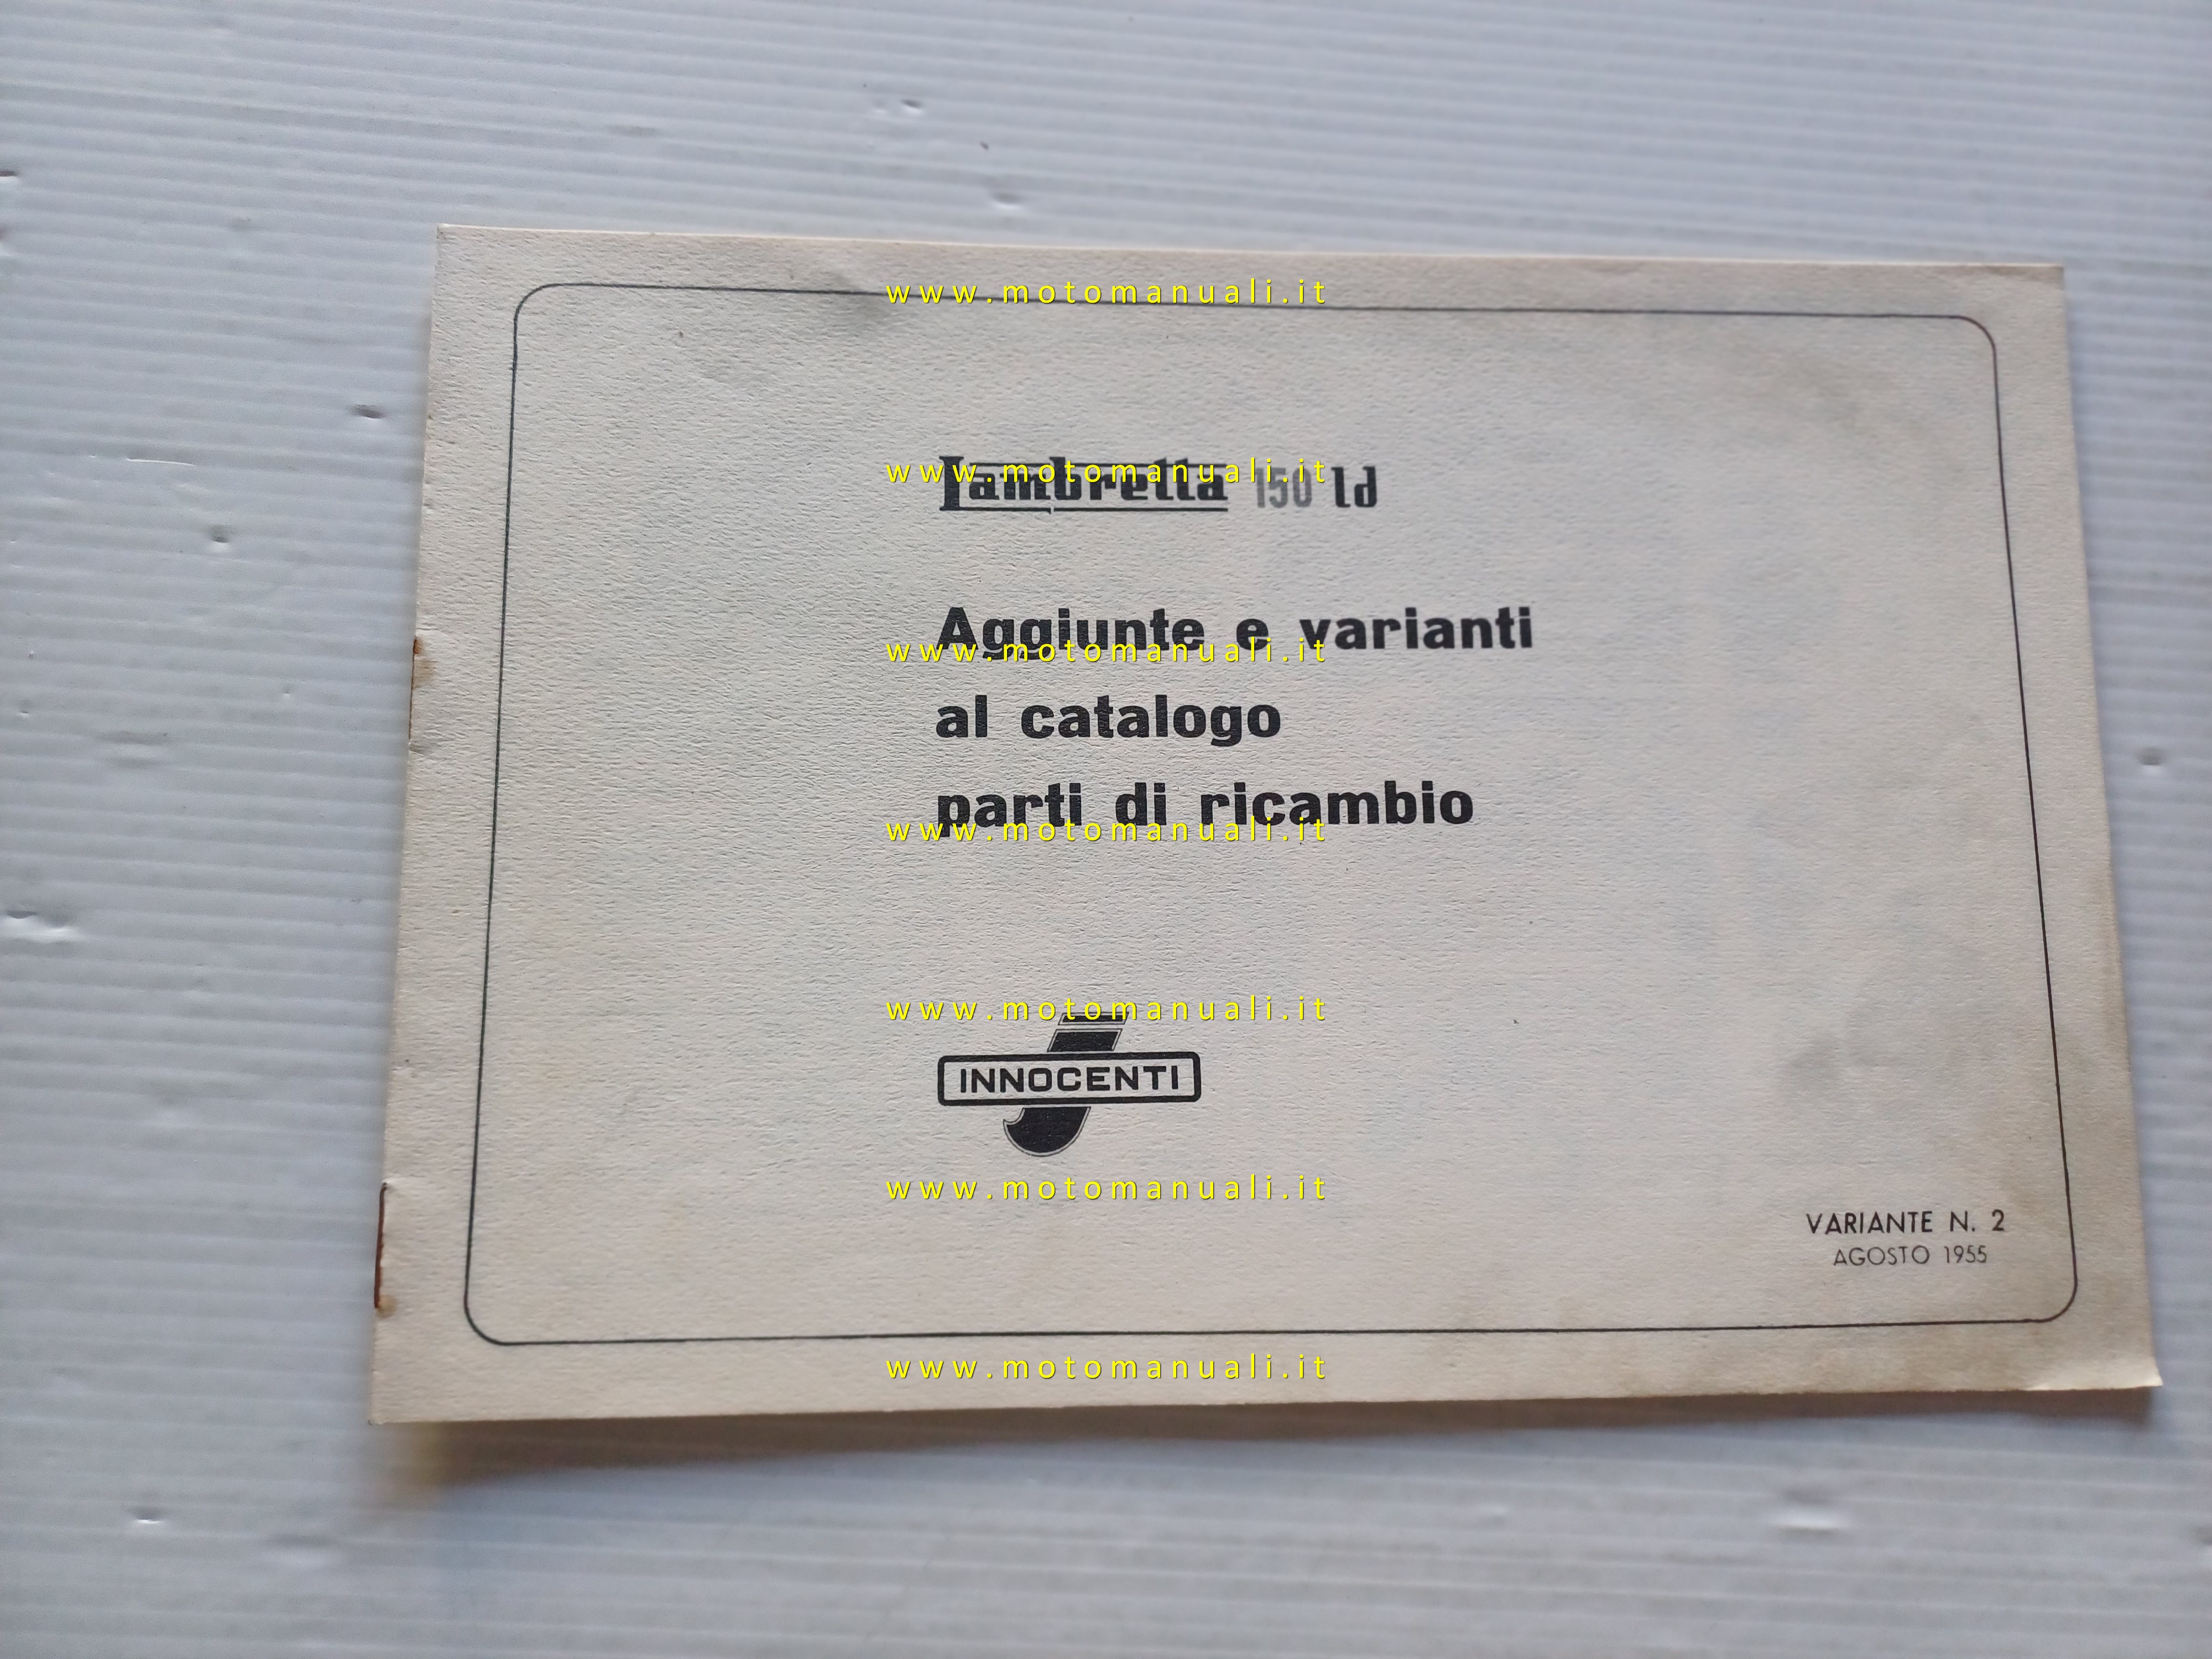 www.motomanuali.it
www.motomanuali.it
Lambretta 150 ld
Aggiunte e varianti
www.motomanuali.it
al catalogo
parti di ricambio
www.motomanuali.it
www.motomanuali.it
INNOCENTI
www.motomanuali.it
VARIANTE N. 2
AGOSTO 1955
www.motomanuali.it